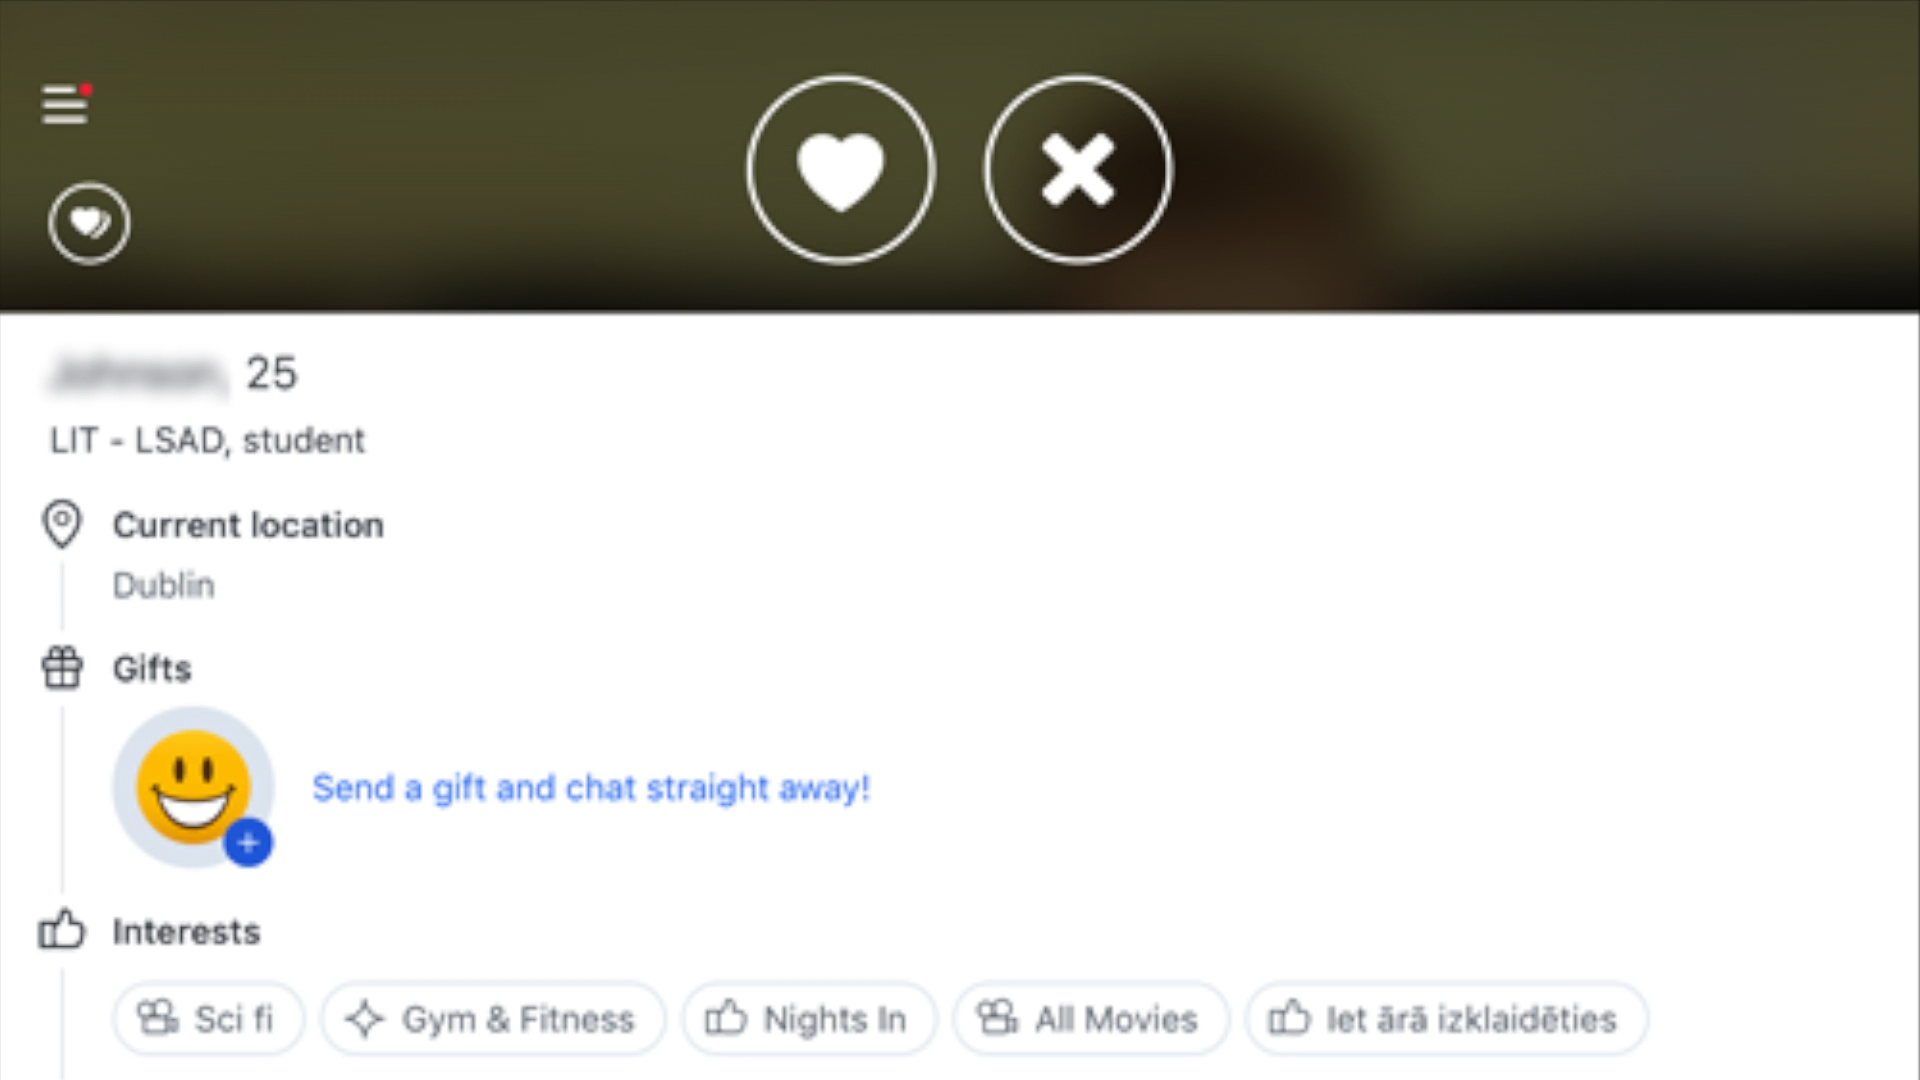 25
LIT - LSAD, student
Current location
Dublin
Gifts
Send a gift and chat straight away!
Interests
Sci fi
Gym & Fitness
Nights In
All Movies
Iet ārā izklaidēties